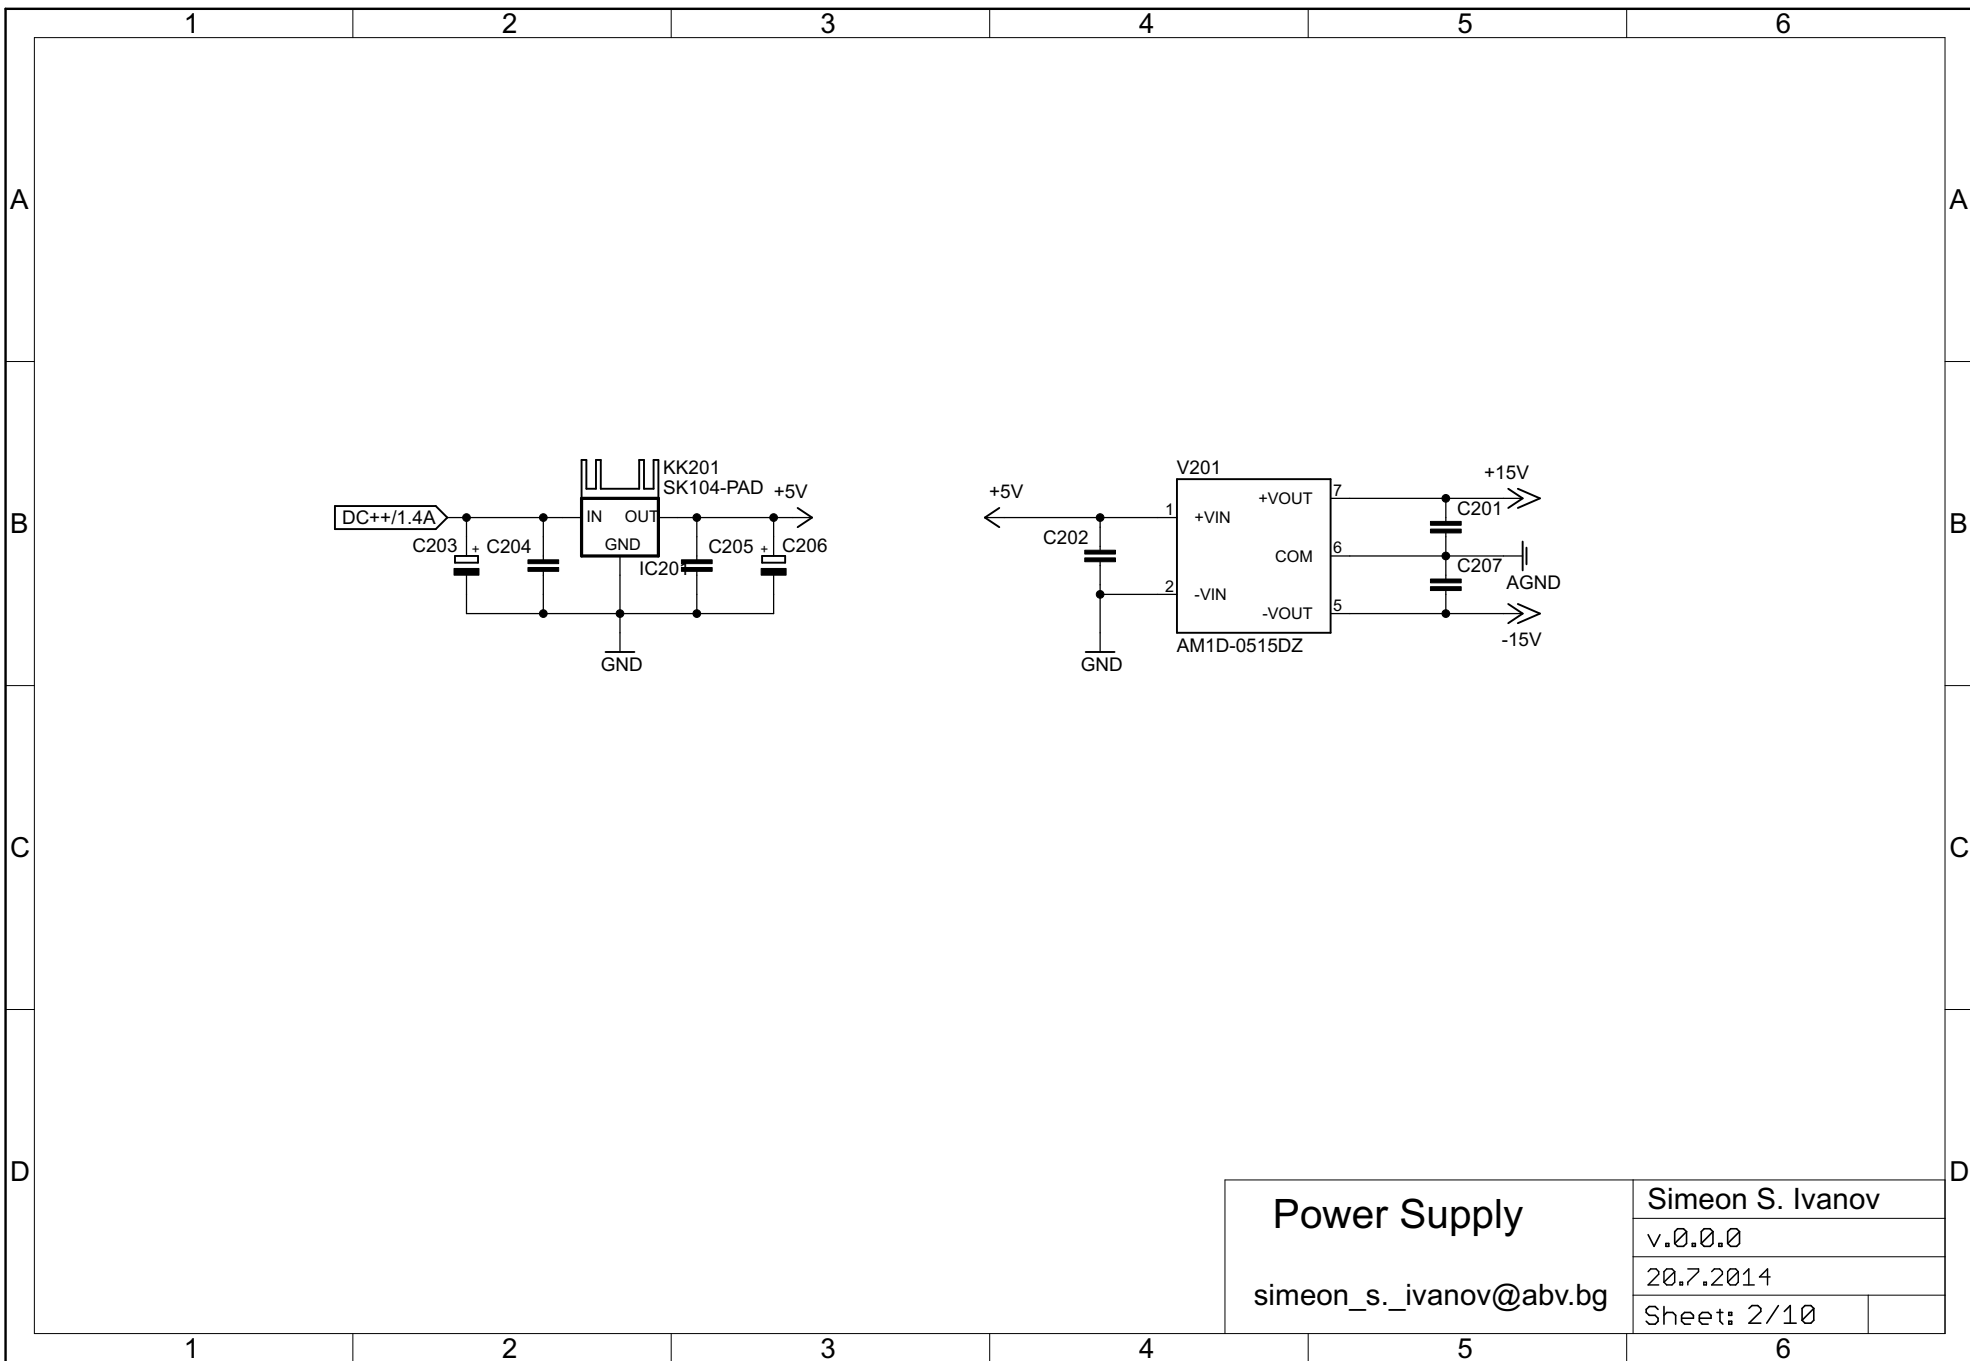 1 2 3 4 5 6
A A
KK201
SK104-PAD
+5V
DC++/1.4A
IN OUT
GND
C203 + C204
IC201
C205 + C206
GND
V201
+5V
1 +VIN
+VOUT 7
+15V
C201
C202
COM 6
C207
AGND
2 -VIN
-VOUT 5
-15V
AM1D-0515DZ
GND
B B
C C
D D
Power Supply
simeon_s._ivanov@abv.bg
Simeon S. Ivanov
v.0.0.0
20.7.2014
Sheet: 2/10
1 2 3 4 5 6